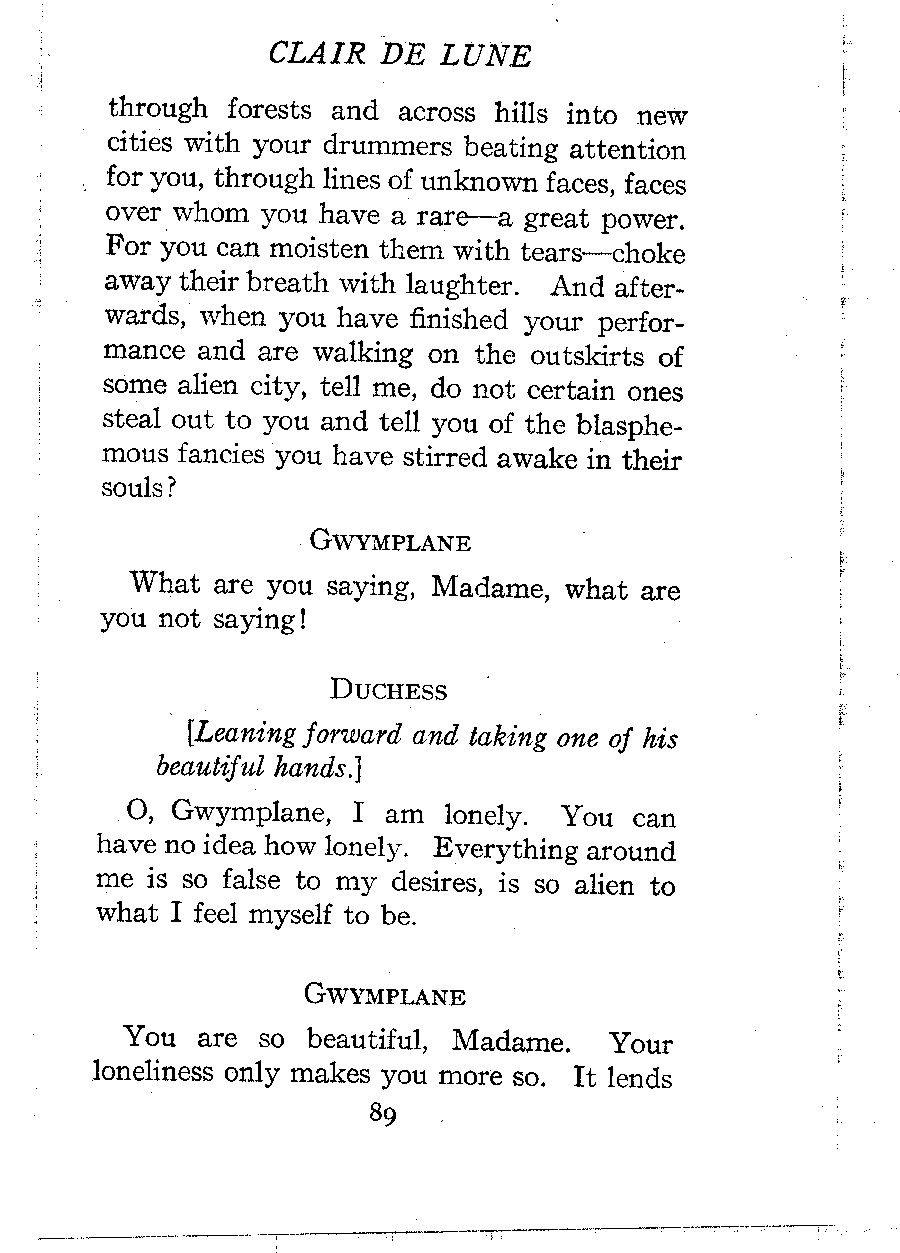 CLAIR DE LUNE
through forests and across hills into new
cities with your drummers beating attention
for you, through lines of unknown faces, faces
over whom you have a rare—a great power.
For you can moisten them with tears—choke
away their breath with laughter. And after-
wards, when you have finished your perfor-
mance and are walking on the outskirts of
some alien city, tell me, do not certain ones
steal out to you and tell you of the blasphe-
mous fancies you have stirred awake in their
souls?
GWYMPLANE
What are you saying, Madame, what are
you not saying!
DUCHESS
[Leaning forward and taking one of his
beautiful hands.]
O, Gwymplane, I am lonely. You can
have no idea how lonely. Everything around
me is so false to my desires, is so alien to
what I feel myself to be.
GWYMPLANE
You are so beautiful, Madame. Your
loneliness only makes you more so. It lends
89